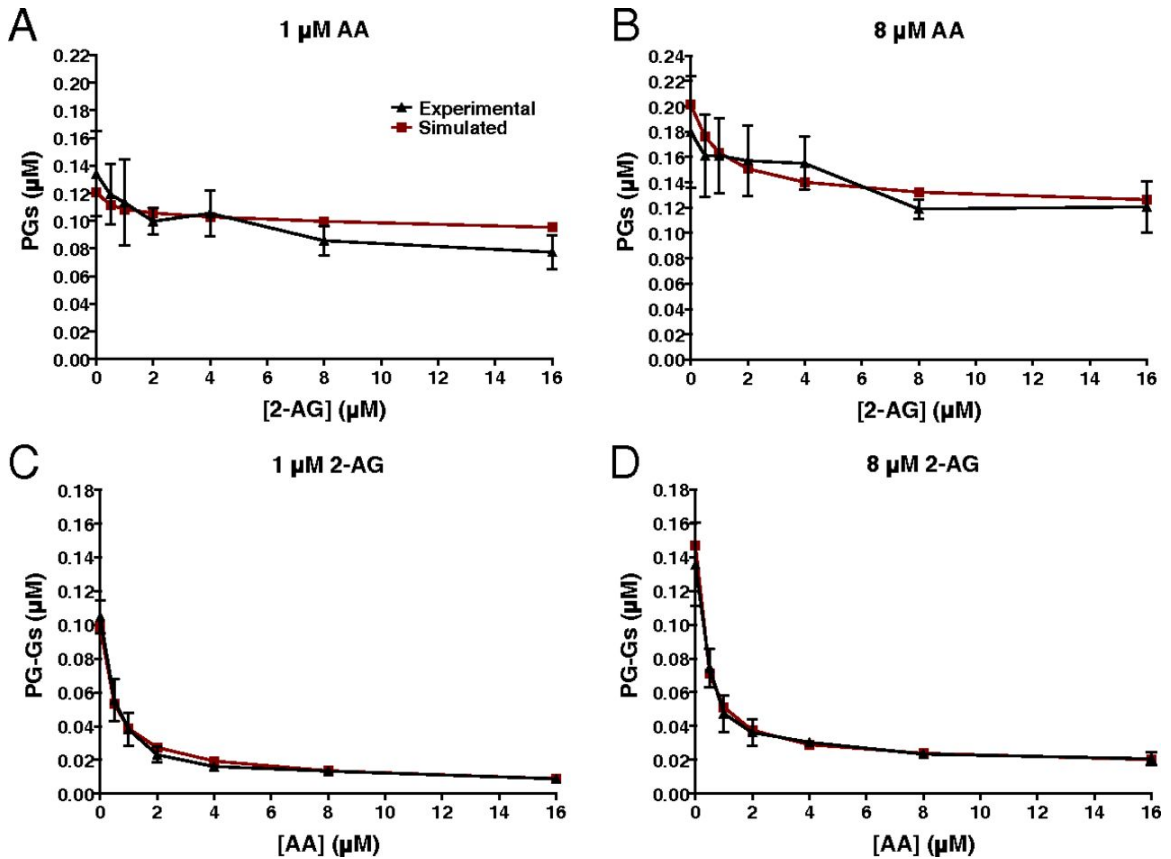 A
1 µM AA
PGs (µM)
0.22
0.20
0.18
0.16
0.14
0.12
0.10
0.08
0.06
0.04
0.02
0.00
Experimental
Simulated
0 2 4 6 8 10 12 14 16
[2-AG] (µM)
B
8 µM AA
PGs (µM)
0.24
0.22
0.20
0.18
0.16
0.14
0.12
0.10
0.08
0.06
0.04
0.02
0.00
0 2 4 6 8 10 12 14 16
[2-AG] (µM)
C
1 µM 2-AG
PG-Gs (µM)
0.18
0.16
0.14
0.12
0.10
0.08
0.06
0.04
0.02
0.00
0 2 4 6 8 10 12 14 16
[AA] (µM)
D
8 µM 2-AG
PG-Gs (µM)
0.18
0.16
0.14
0.12
0.10
0.08
0.06
0.04
0.02
0.00
0 2 4 6 8 10 12 14 16
[AA] (µM)